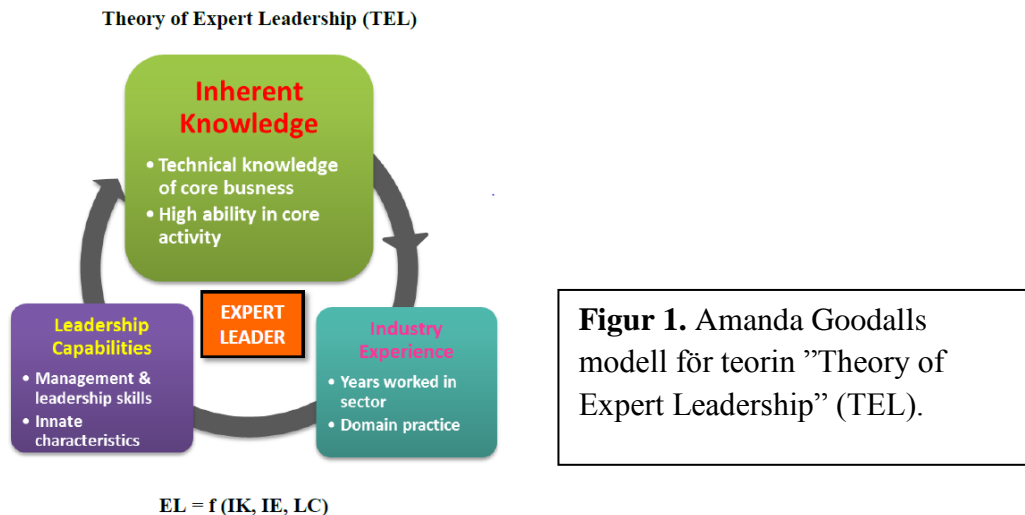 Theory of Expert Leadership (TEL)
Inherent
Knowledge
• Technical knowledge
of core busness
• High ability in core
activity
Leadership
Capabilities
• Management &
leadership skills
• Innate
characteristics
EXPERT
LEADER
Industry
Experience
• Years worked in
sector
• Domain practice
EL = f (IK, IE, LC)
Figur 1. Amanda Goodalls
modell för teorin ”Theory of
Expert Leadership” (TEL).